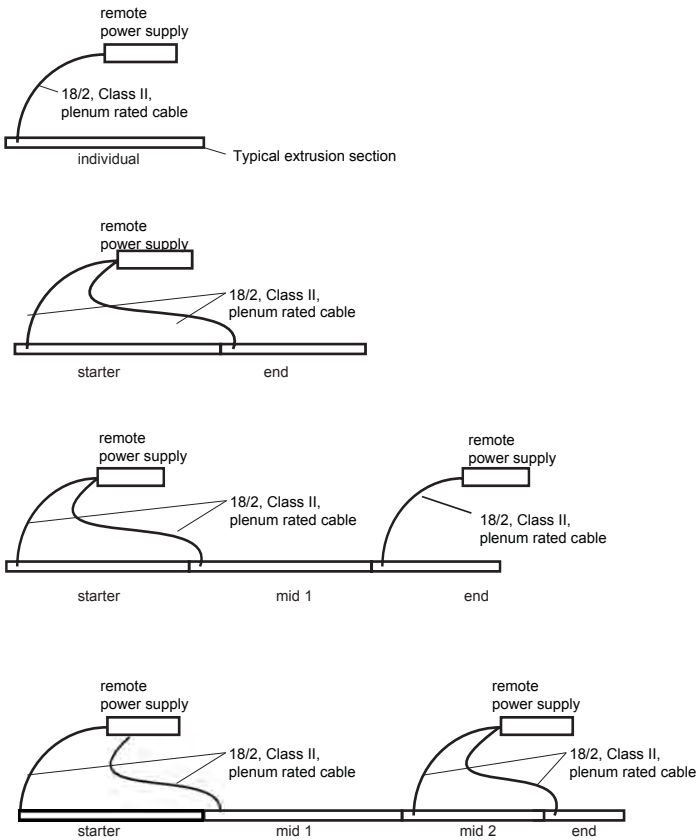 remote
power supply
18/2, Class II,
plenum rated cable
individual
Typical extrusion section
remote
power supply
18/2, Class II,
plenum rated cable
starter
end
remote
power supply
18/2, Class II,
plenum rated cable
remote
power supply
18/2, Class II,
plenum rated cable
starter
mid 1
end
remote
power supply
18/2, Class II,
plenum rated cable
remote
power supply
18/2, Class II,
plenum rated cable
starter
mid 1
mid 2
end